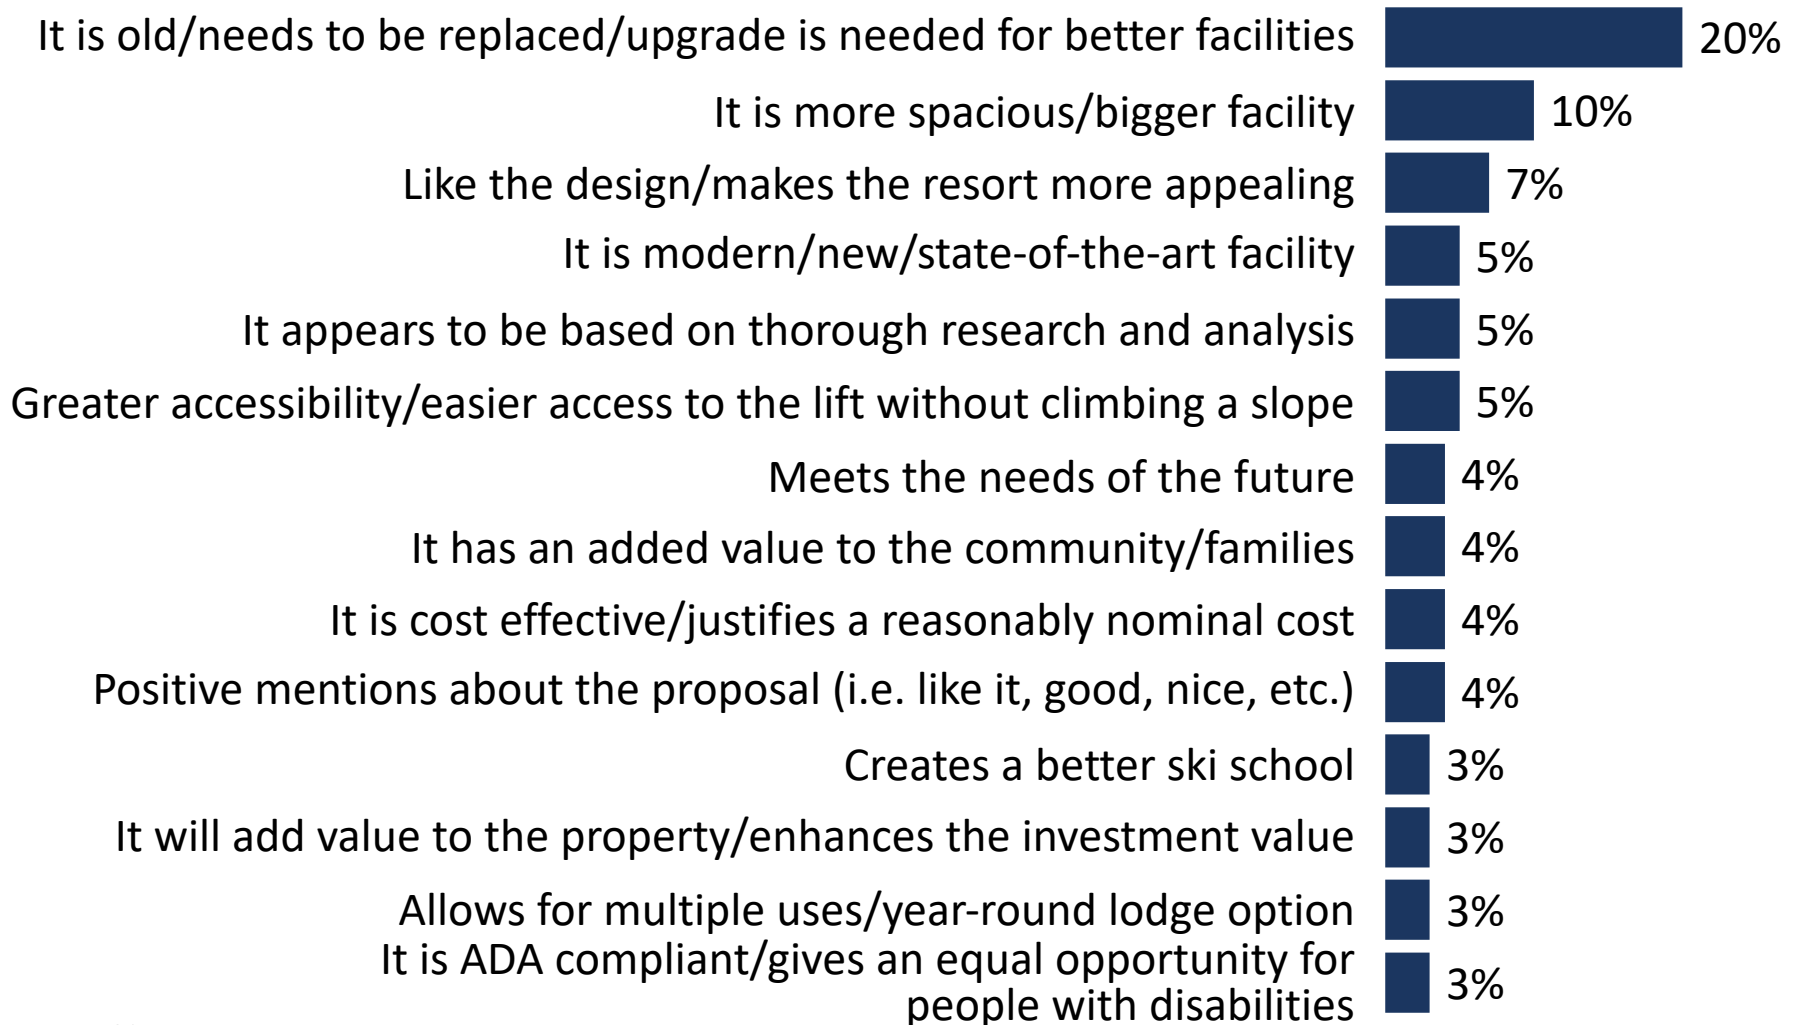 It is old/needs to be replaced/upgrade is needed for better facilities 20%
It is more spacious/bigger facility 10%
Like the design/makes the resort more appealing 7%
It is modern/new/state-of-the-art facility 5%
It appears to be based on thorough research and analysis 5%
Greater accessibility/easier access to the lift without climbing a slope 5%
Meets the needs of the future 4%
It has an added value to the community/families 4%
It is cost effective/justifies a reasonably nominal cost 4%
Positive mentions about the proposal (i.e. like it, good, nice, etc.) 4%
Creates a better ski school 3%
It will add value to the property/enhances the investment value 3%
Allows for multiple uses/year-round lodge option 3%
It is ADA compliant/gives an equal opportunity for
people with disabilities 3%